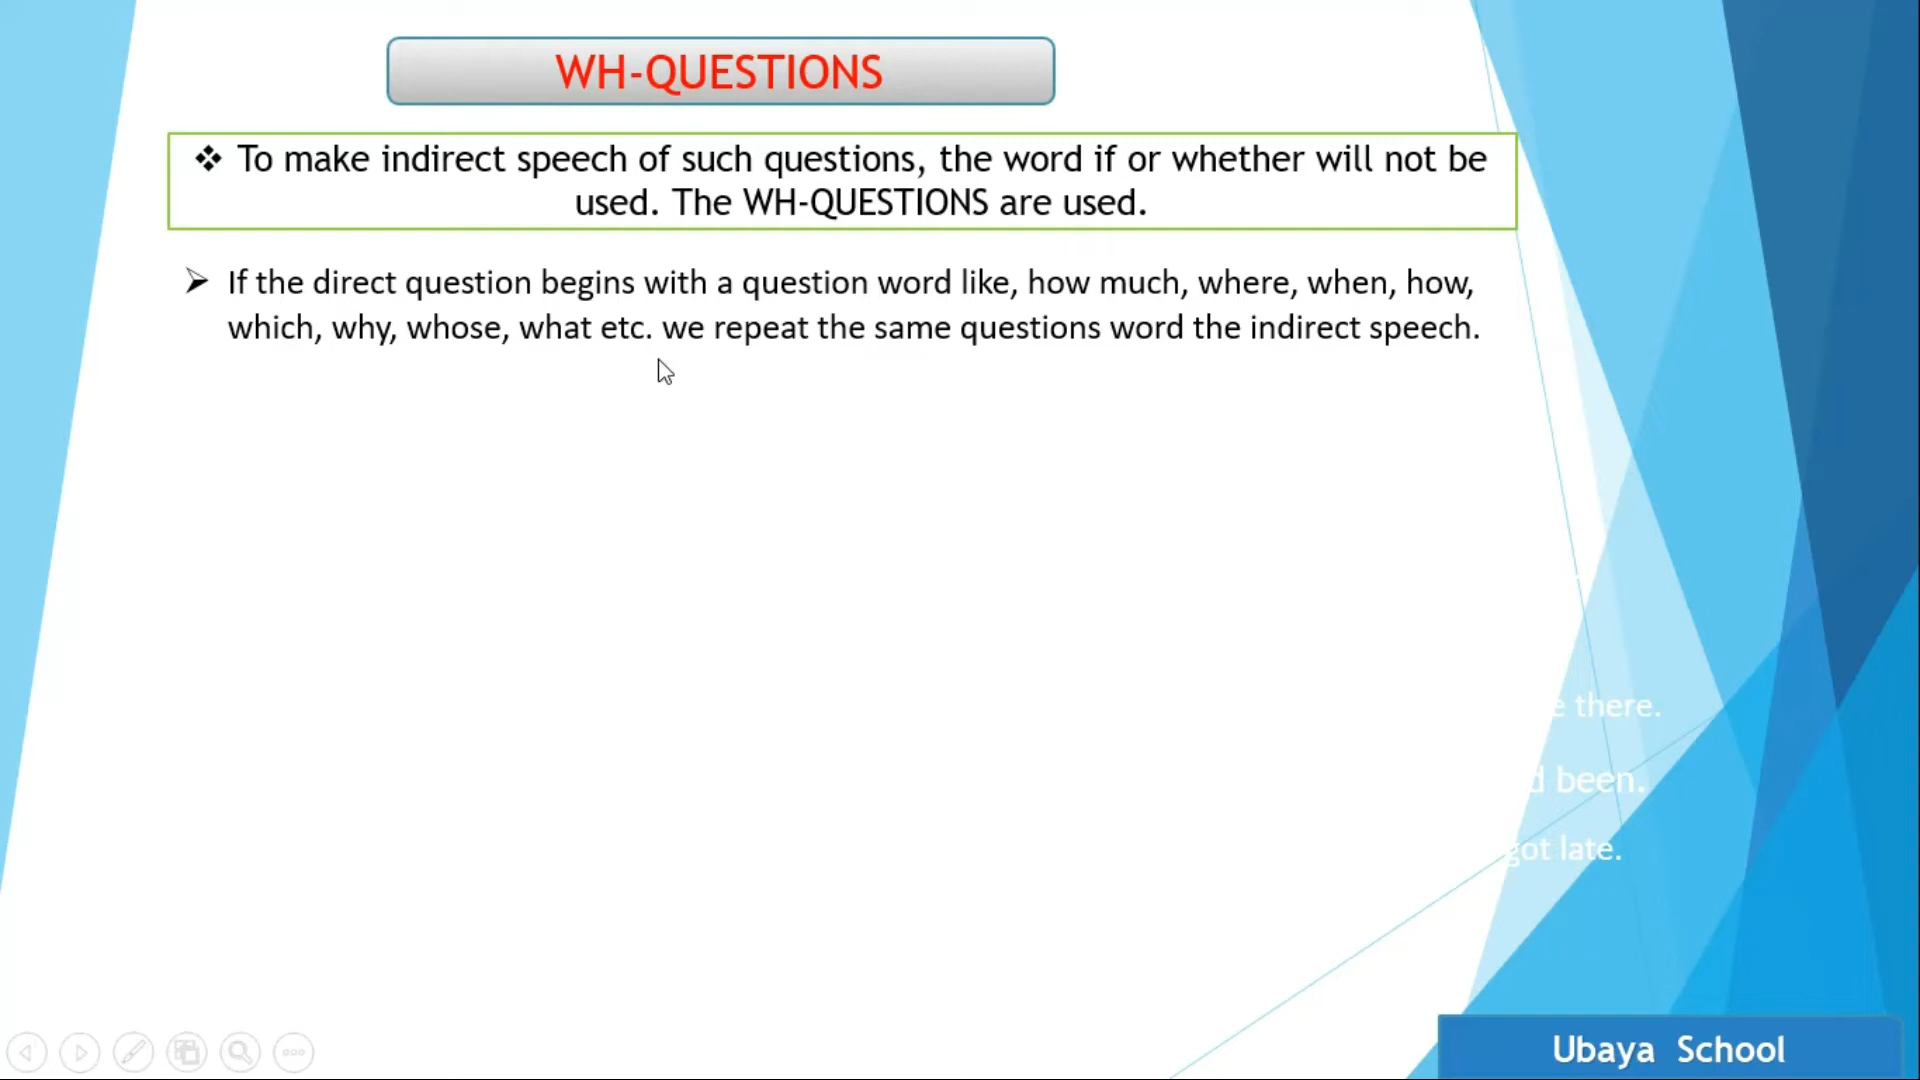 WH-QUESTIONS
❖ To make indirect speech of such questions, the word if or whether will not be
used. The WH-QUESTIONS are used.
➢ If the direct question begins with a question word like, how much, where, when, how,
which, why, whose, what etc. we repeat the same questions word the indirect speech.
there.
been.
got late.
Ubaya School